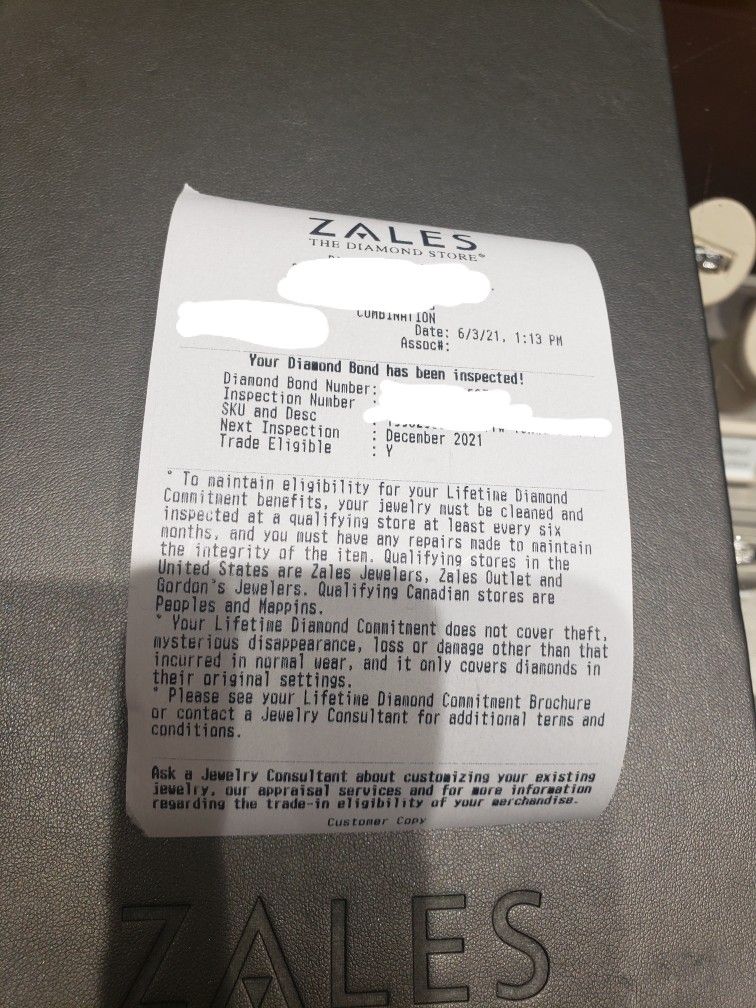 ZALES
THE DIAMOND STORE®
COMBINATION
Date: 6/3/21, 1:13 PM
Assoc#:
Your Diamond Bond has been inspected!
Diamond Bond Number:
Inspection Number :
SKU and Desc
Next Inspection : December 2021
Trade Eligible : Y
* To maintain eligibility for your Lifetime Diamond
Commitment benefits, your jewelry must be cleaned and
inspected at a qualifying store at least every six
months, and you must have any repairs made to maintain
the integrity of the item. Qualifying stores in the
United States are Zales Jewelers, Zales Outlet and
Gordon's Jewelers. Qualifying Canadian stores are
Peoples and Mappins.
* Your Lifetime Diamond Commitment does not cover theft,
mysterious disappearance, loss or damage other than that
incurred in normal wear, and it only covers diamonds in
their original settings.
* Please see your Lifetime Diamond Commitment Brochure
or contact a Jewelry Consultant for additional terms and
conditions.
Ask a Jewelry Consultant about customizing your existing
jewelry, our appraisal services and for more information
regarding the trade-in eligibility of your merchandise.
Customer Copy
ZALES